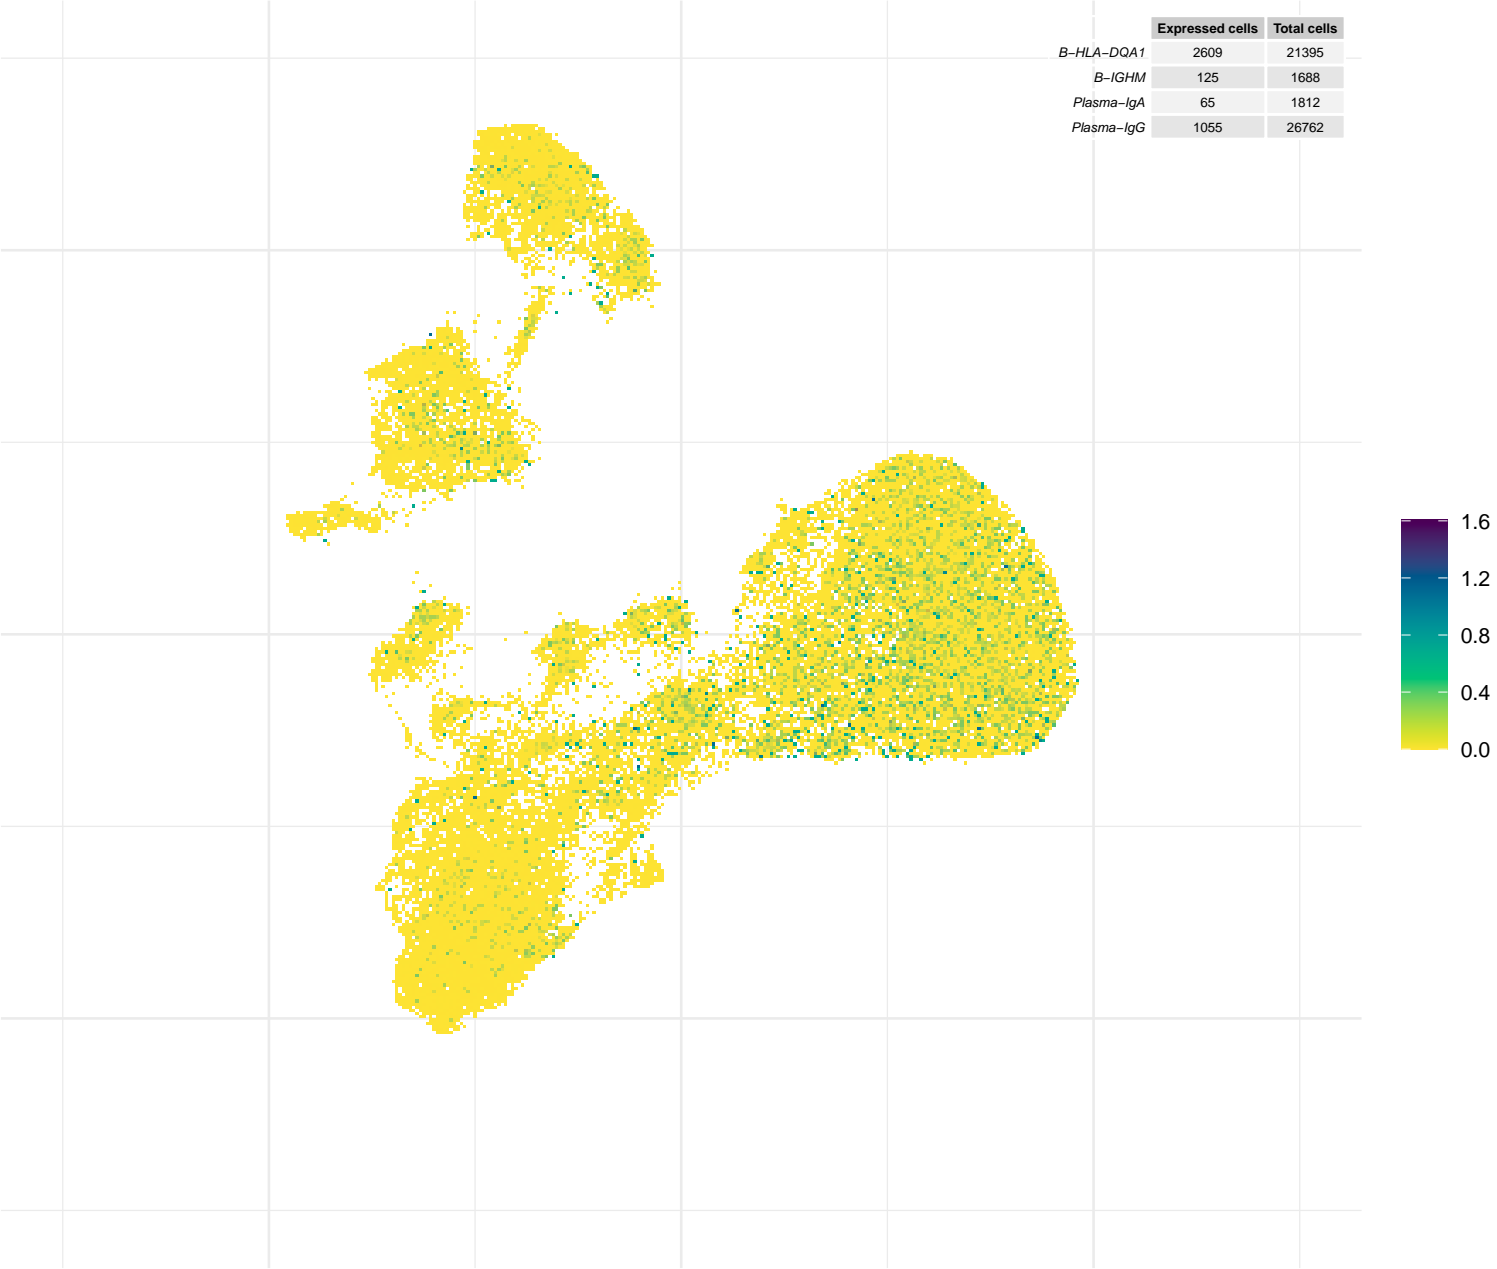 Expressed cells Total cells
B−HLA−DQA1 2609 21395
B−IGHM 125 1688
Plasma−IgA 65 1812
Plasma−IgG 1055 26762
1.6
1.2
0.8
0.4
0.0